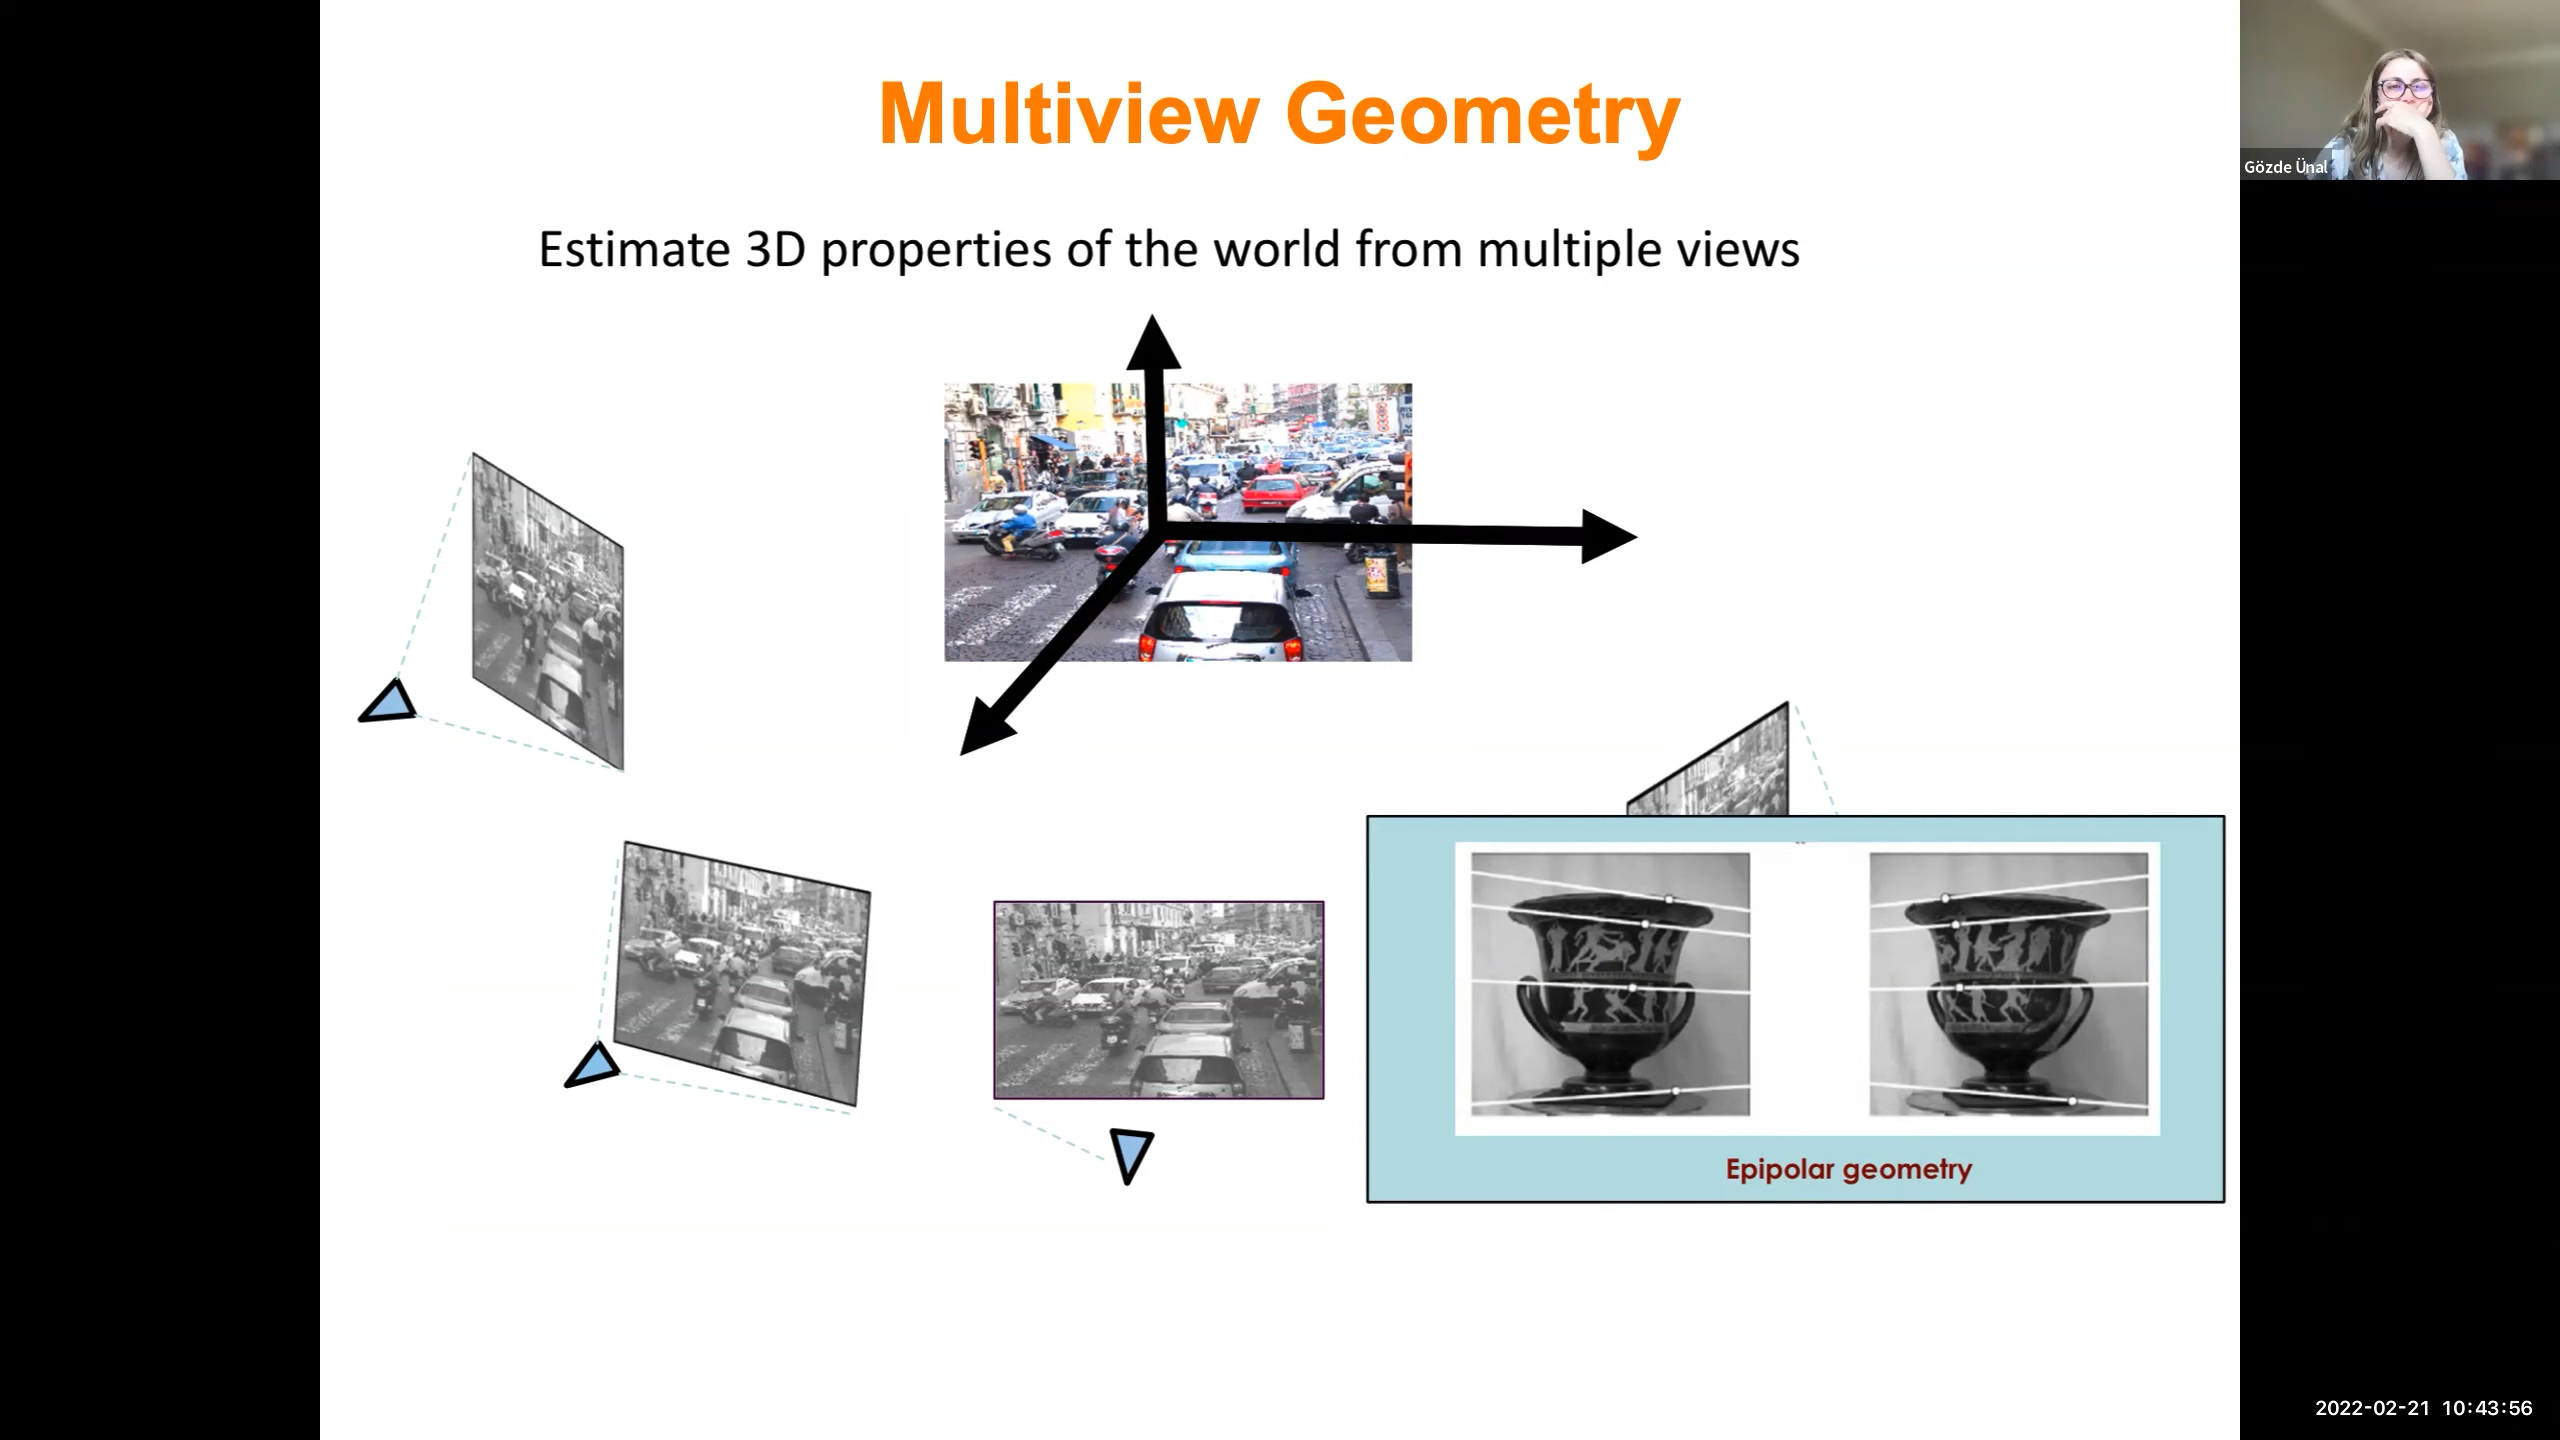 Multiview Geometry
Gözde Ünal
Estimate 3D properties of the world from multiple views
Epipolar geometry
2022-02-21 10:43:56